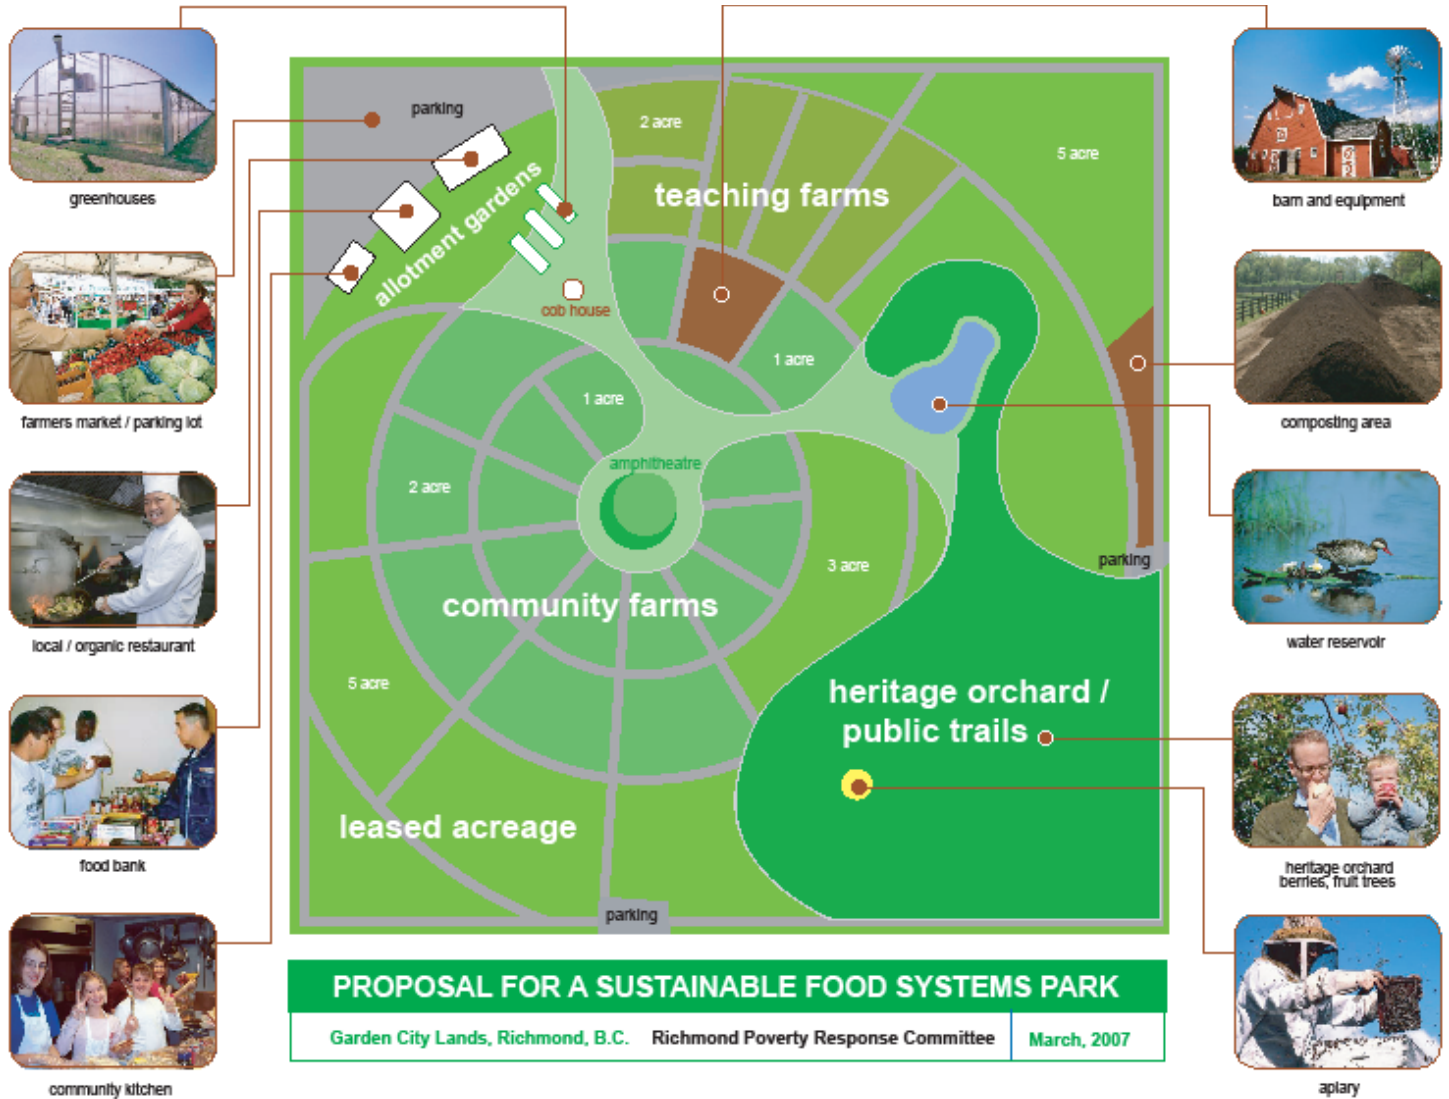 greenhouses
farmers market / parking lot
local / organic restaurant
food bank
community kitchen
parking
allotment gardens
cob house
2 acre
teaching farms
5 acre
1 acre
1 acre
amphitheatre
2 acre
community farms
3 acre
parking
5 acre
leased acreage
heritage orchard /
public trails
parking
barn and equipment
composting area
water reservoir
heritage orchard
berries, fruit trees
apiary
PROPOSAL FOR A SUSTAINABLE FOOD SYSTEMS PARK
Garden City Lands, Richmond, B.C. Richmond Poverty Response Committee March, 2007